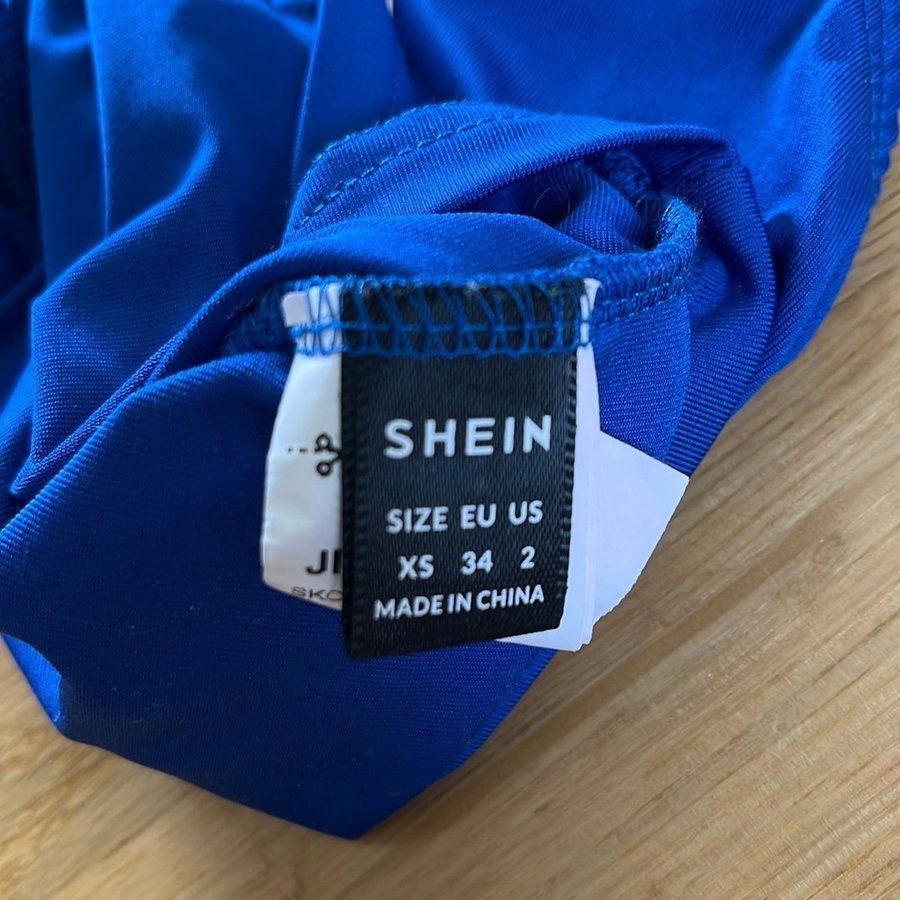 SHEIN
SIZE EU US
XS 34 2
MADE IN CHINA